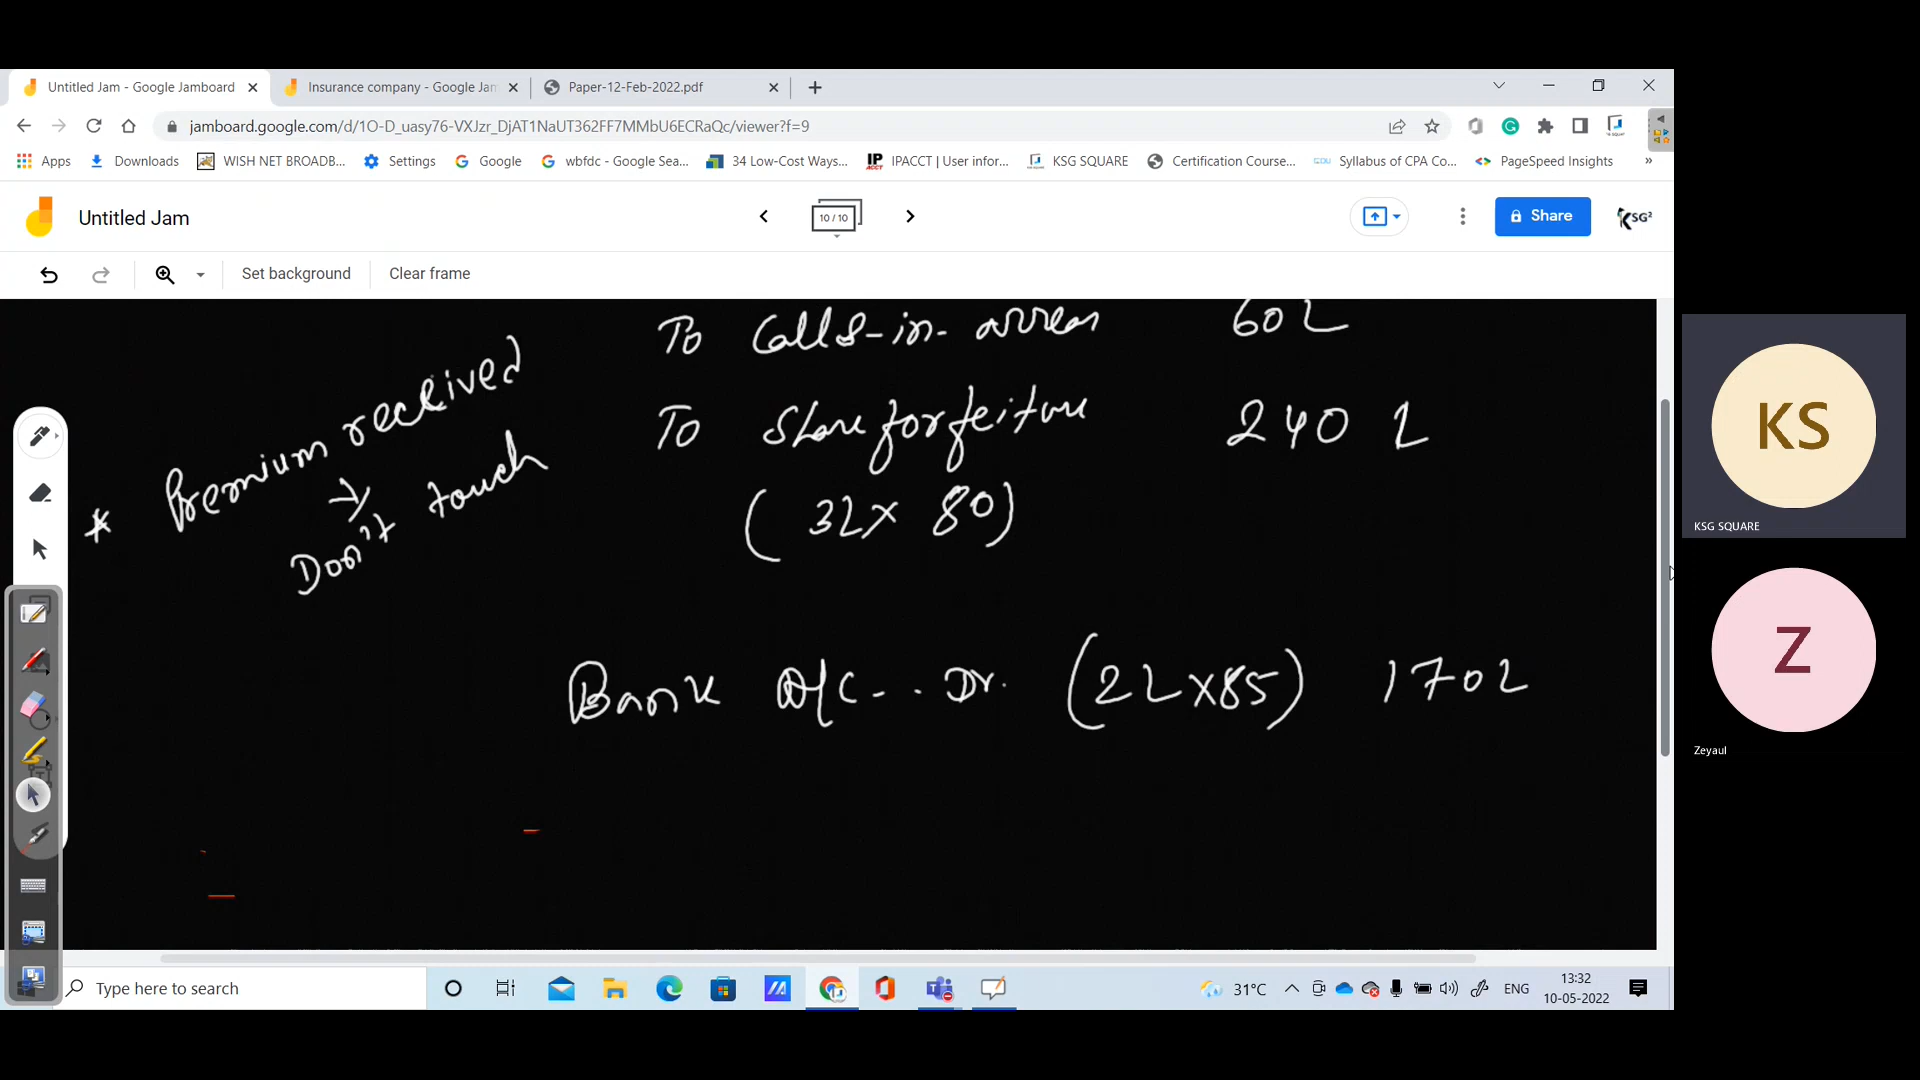 Untitled Jam - Google Jamboard
Insurance company - Google Jam
Paper-12-Feb-2022.pdf
jamboard.google.com/d/1O-D_uasy76-VXJzr_DjAT1NaUT362FF7MMbU6ECRaQc/viewer?f=9
Apps
Downloads
WISH NET BROADB...
Settings
Google
wbfdc - Google Sea...
34 Low-Cost Ways...
IPACCT | User infor...
KSG SQUARE
Certification Course...
Syllabus of CPA Co...
PageSpeed Insights
»
Untitled Jam
10 / 10
Share
KSG²
Set background
Clear frame
To Calls-in-arrear 60L
To Share forfeiture 240 L
(32 x 80)
* Premium received
→
Don't touch
Bank A/C - - Dr. (2L x 85) 170L
KS
KSG SQUARE
Z
Zeyaul
Type here to search
31°C
ENG
13:32
10-05-2022